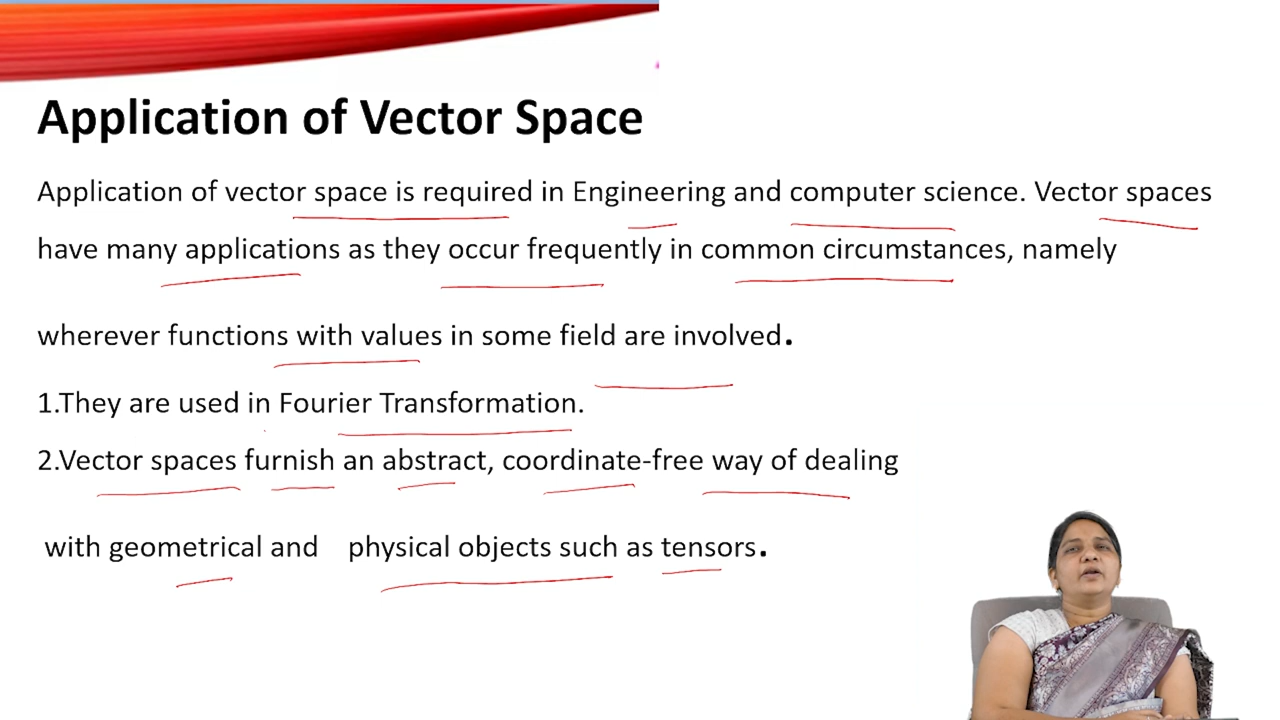 Application of Vector Space
Application of vector space is required in Engineering and computer science. Vector spaces
have many applications as they occur frequently in common circumstances, namely
wherever functions with values in some field are involved.
1.They are used in Fourier Transformation.
2.Vector spaces furnish an abstract, coordinate-free way of dealing
with geometrical and physical objects such as tensors.